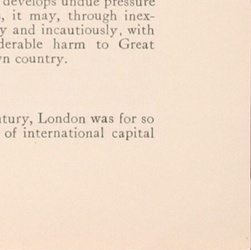 develops undue pressure
, it may, through inex-
y and incautiously, with
derable harm to Great
n country.
tury, London was for so
of international capital